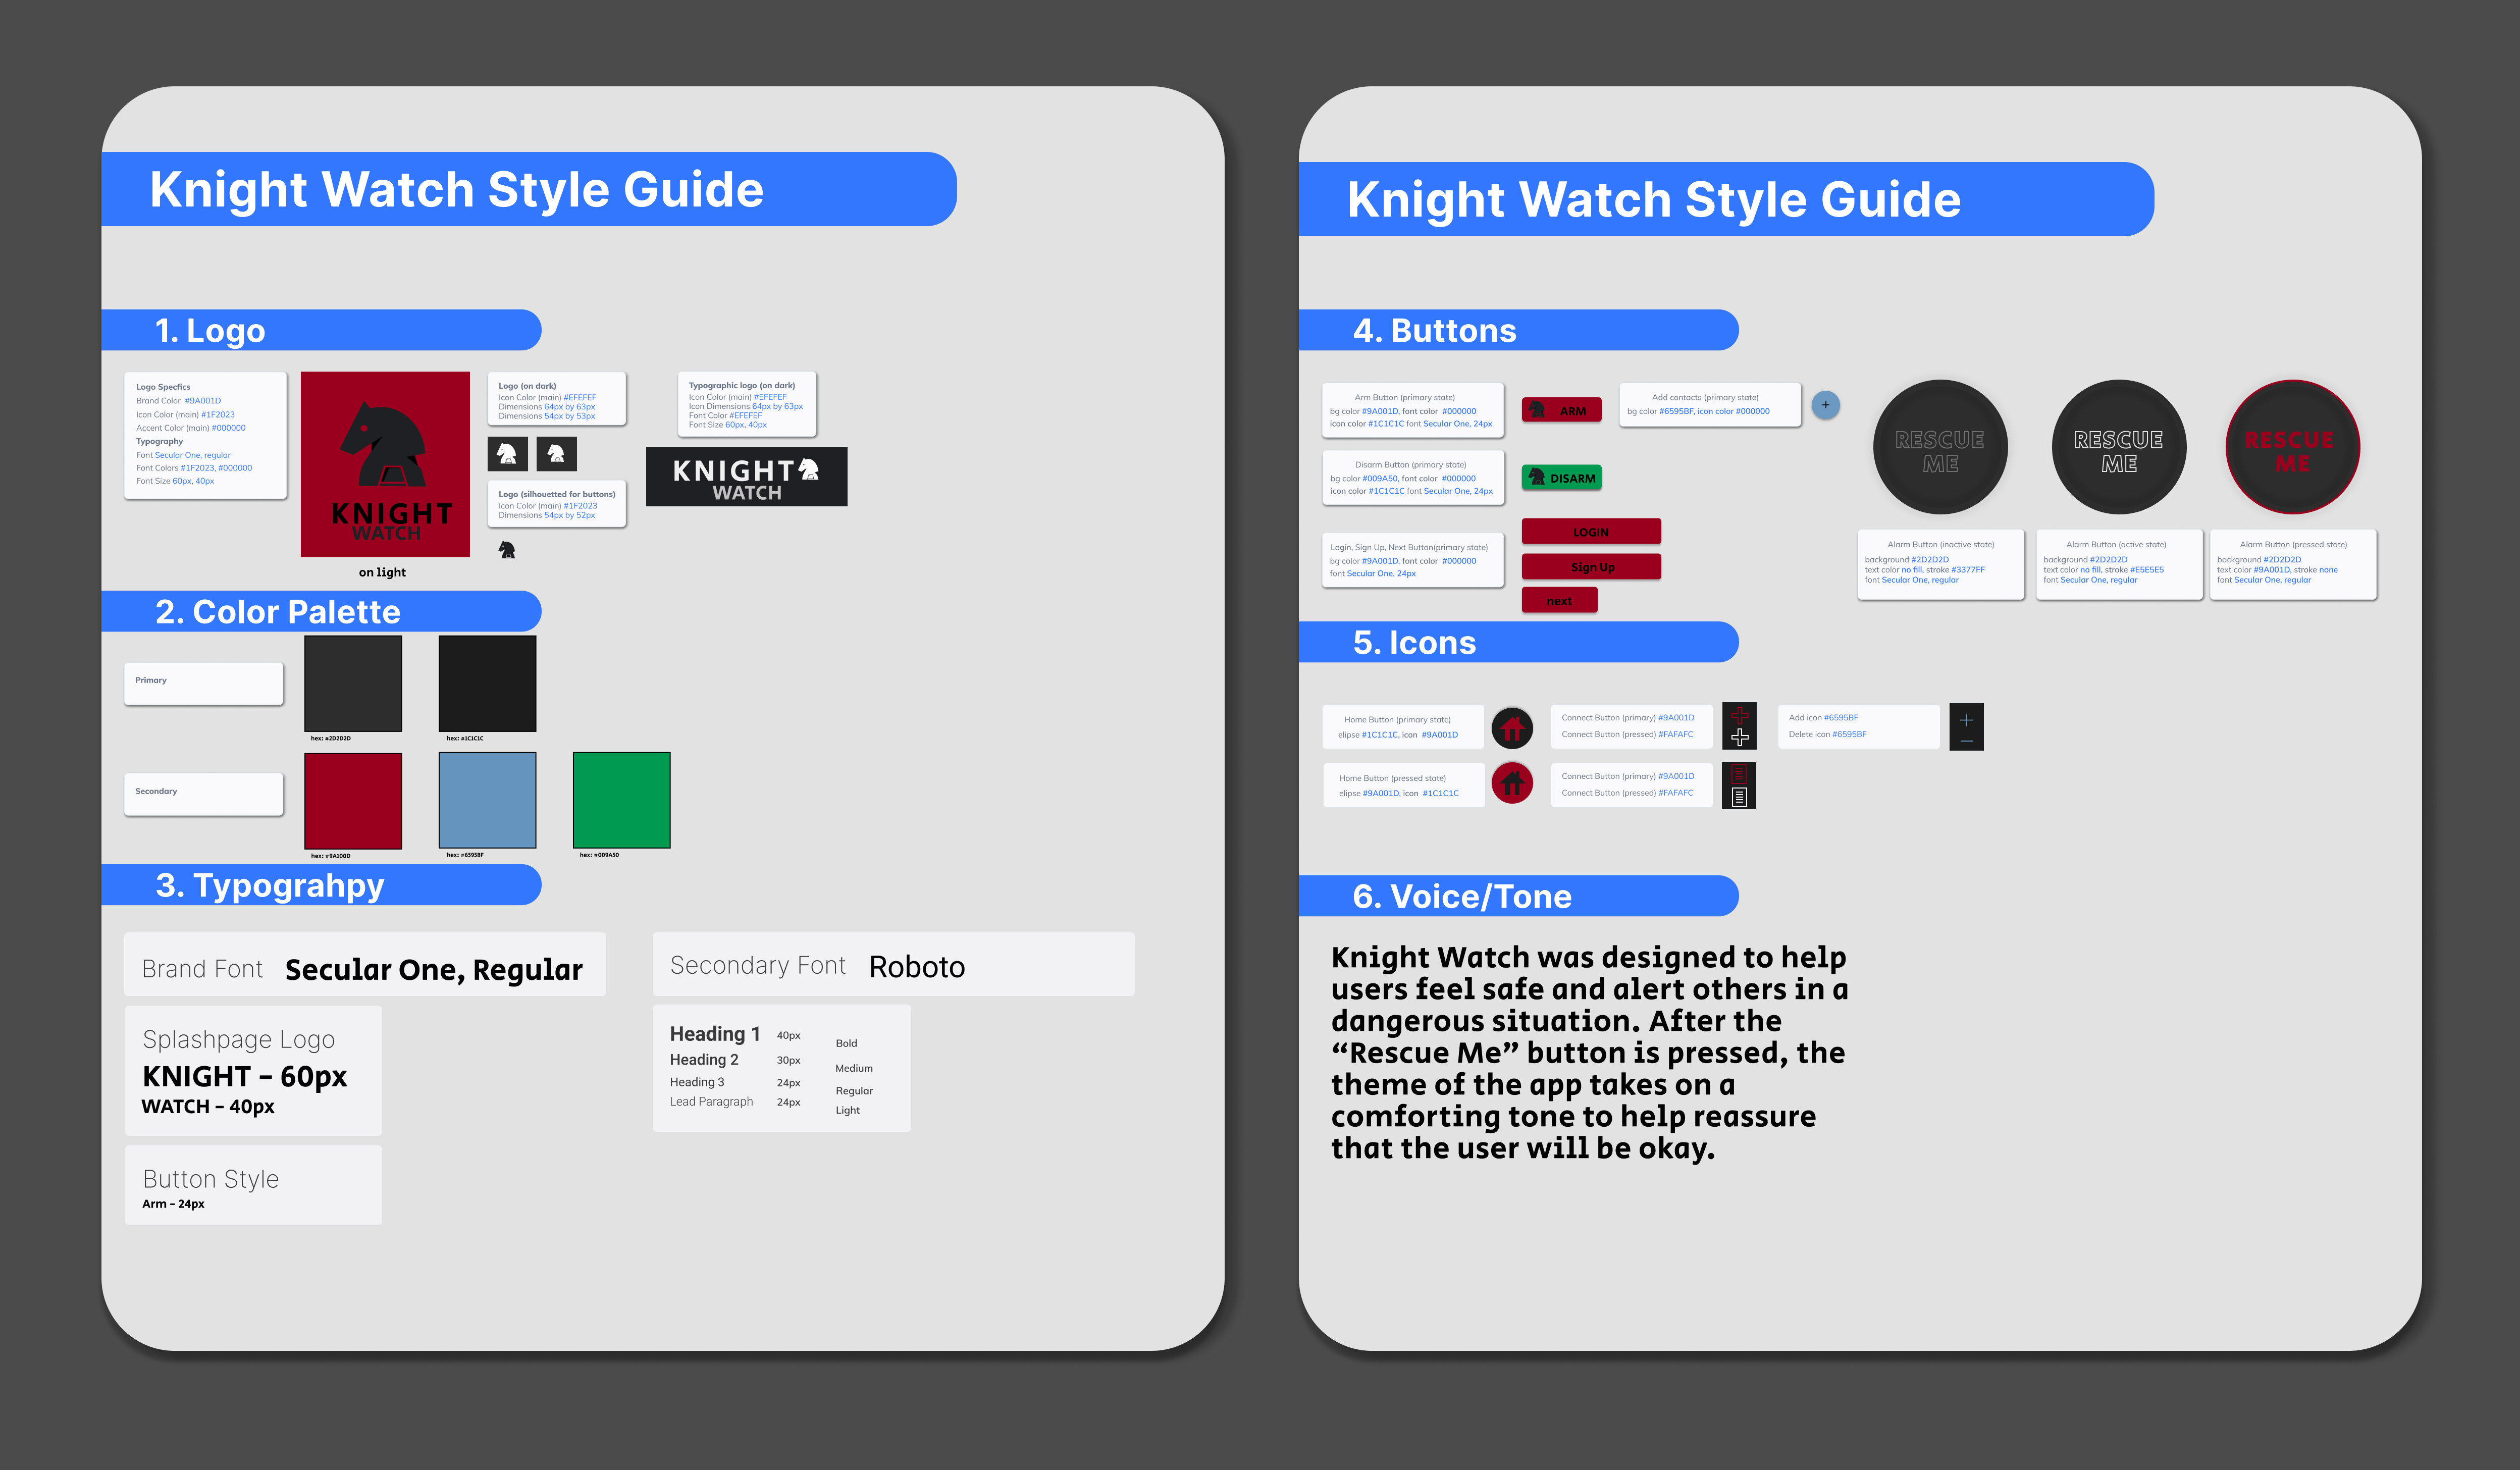 Knight Watch Style Guide
1. Logo
Logo Specfics
Brand Color #9A001D
Icon Color (main) #1F2023
Accent Color (main) #000000
Typography
Font Secular One, regular
Font Colors #1F2023, #000000
Font Size 60px, 40px
KNIGHT
WATCH
on light
Logo (on dark)
Icon Color (main) #EFEFEF
Dimensions 64px by 63px
Dimensions 54px by 53px
Logo (silhouetted for buttons)
Icon Color (main) #1F2023
Dimensions 54px by 52px
Typographic logo (on dark)
Icon Color (main) #EFEFEF
Icon Dimensions 64px by 63px
Font Color #EFEFEF
Font Size 60px, 40px
KNIGHT
WATCH
2. Color Palette
Primary
hex: #2D2D2D
hex: #1C1C1C
Secondary
hex: #9A100D
hex: #6595BF
hex: #009A50
3. Typograhpy
Brand Font Secular One, Regular
Splashpage Logo
KNIGHT - 60px
WATCH - 40px
Button Style
Arm - 24px
Secondary Font Roboto
Heading 1 40px Bold
Heading 2 30px Medium
Heading 3 24px Regular
Lead Paragraph 24px Light
Knight Watch Style Guide
4. Buttons
Arm Button (primary state)
bg color #9A001D, font color #000000
icon color #1C1C1C font Secular One, 24px
ARM
Add contacts (primary state)
bg color #6595BF, icon color #000000
+
Disarm Button (primary state)
bg color #009A50, font color #000000
icon color #1C1C1C font Secular One, 24px
DISARM
Login, Sign Up, Next Button(primary state)
bg color #9A001D, font color #000000
font Secular One, 24px
LOGIN
Sign Up
next
RESCUE
ME
Alarm Button (inactive state)
background #2D2D2D
text color no fill, stroke #3377FF
font Secular One, regular
RESCUE
ME
Alarm Button (active state)
background #2D2D2D
text color no fill, stroke #E5E5E5
font Secular One, regular
RESCUE
ME
Alarm Button (pressed state)
background #2D2D2D
text color #9A001D, stroke none
font Secular One, regular
5. Icons
Home Button (primary state)
elipse #1C1C1C, icon #9A001D
Connect Button (primary) #9A001D
Connect Button (pressed) #FAFAFC
Add icon #6595BF
Delete icon #6595BF
Home Button (pressed state)
elipse #9A001D, icon #1C1C1C
Connect Button (primary) #9A001D
Connect Button (pressed) #FAFAFC
6. Voice/Tone
Knight Watch was designed to help
users feel safe and alert others in a
dangerous situation. After the
“Rescue Me” button is pressed, the
theme of the app takes on a
comforting tone to help reassure
that the user will be okay.